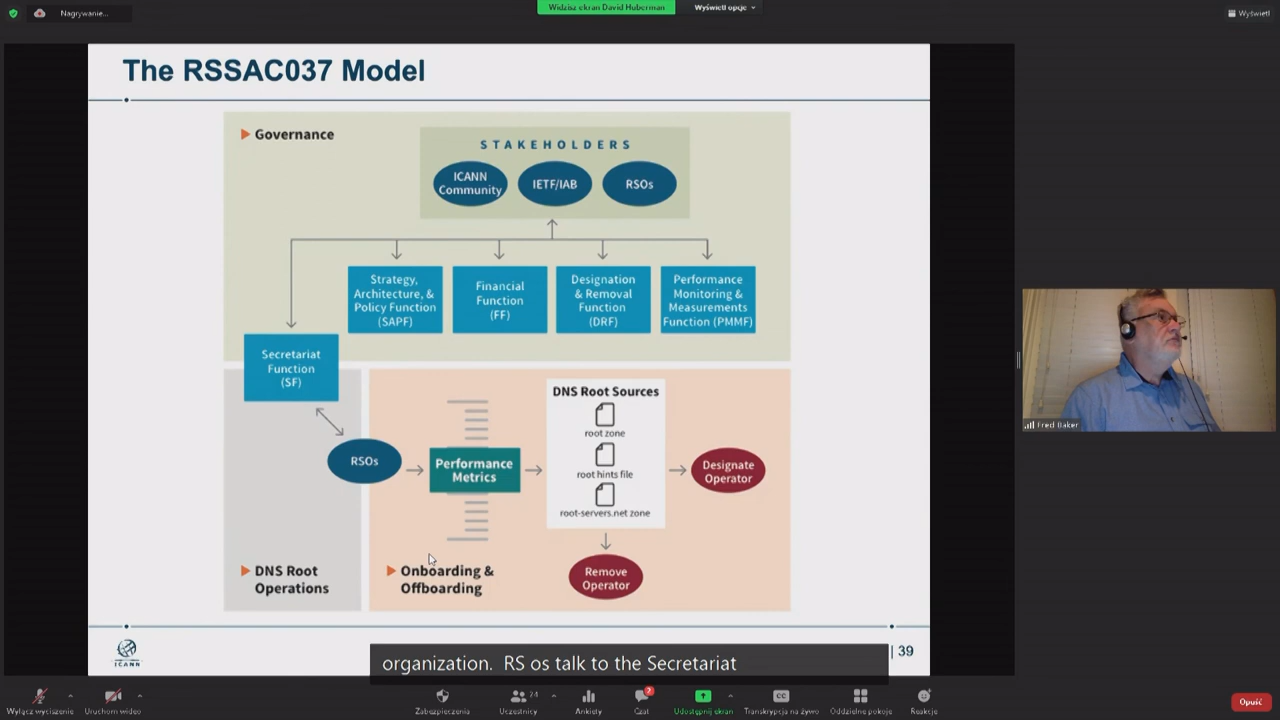 Nagrywanie...
Widzisz ekran David Huberman
Wyświetl opcje
Wyświetl
The RSSAC037 Model
Governance
STAKEHOLDERS
ICANN
Community
IETF/IAB
RSOs
Strategy,
Architecture, &
Policy Function
(SAPF)
Financial
Function
(FF)
Designation
& Removal
Function
(DRF)
Performance
Monitoring &
Measurements
Function (PMMF)
Secretariat
Function
(SF)
DNS Root Sources
root zone
root hints file
root-servers.net zone
RSOs
Performance
Metrics
Designate
Operator
Remove
Operator
DNS Root
Operations
Onboarding &
Offboarding
Fred Baker
ICANN
| 39
organization. RS os talk to the Secretariat
Wyłącz wyciszenie
Uruchom wideo
Zabezpieczenia
24
Uczestnicy
Ankiety
2
Czat
Udostępnij ekran
CC
Transkrypcja na żywo
Oddzielne pokoje
Reakcje
Opuść